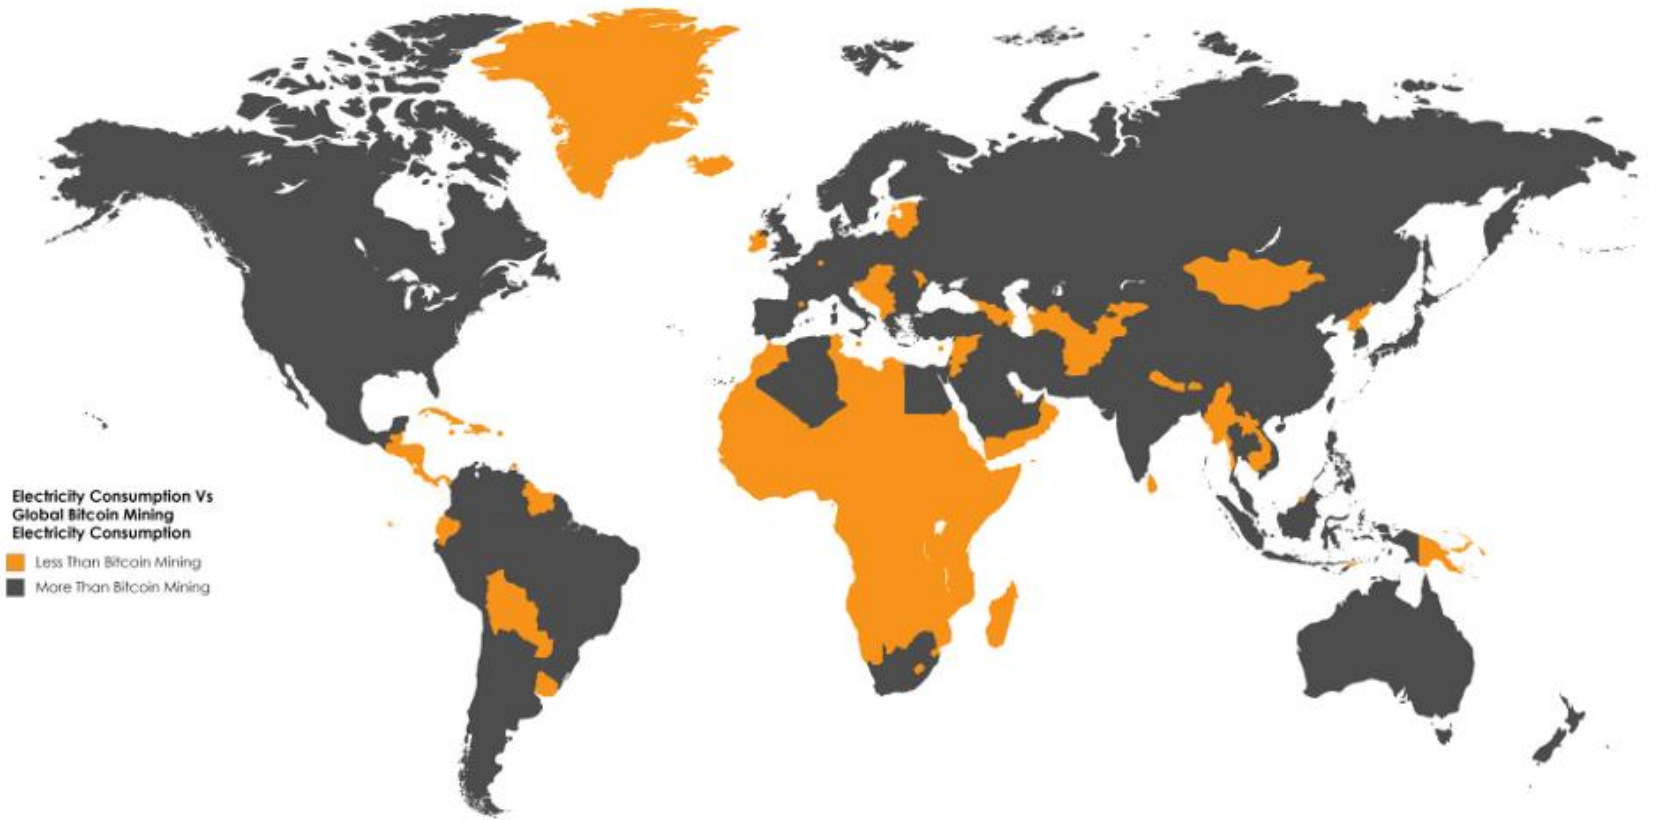 Electricity Consumption Vs
Global Bitcoin Mining
Electricity Consumption
Less Than Bitcoin Mining
More Than Bitcoin Mining